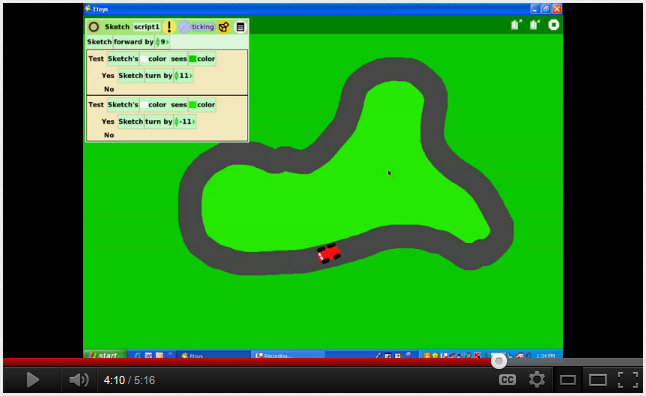 Etoys
Sketch script1 ! ticking
Sketch forward by 9
Test Sketch's color sees color
Yes Sketch turn by 11
No
Test Sketch's color sees color
Yes Sketch turn by -11
No
start Etoys Recording... 1:24 PM
4:10 / 5:16 CC